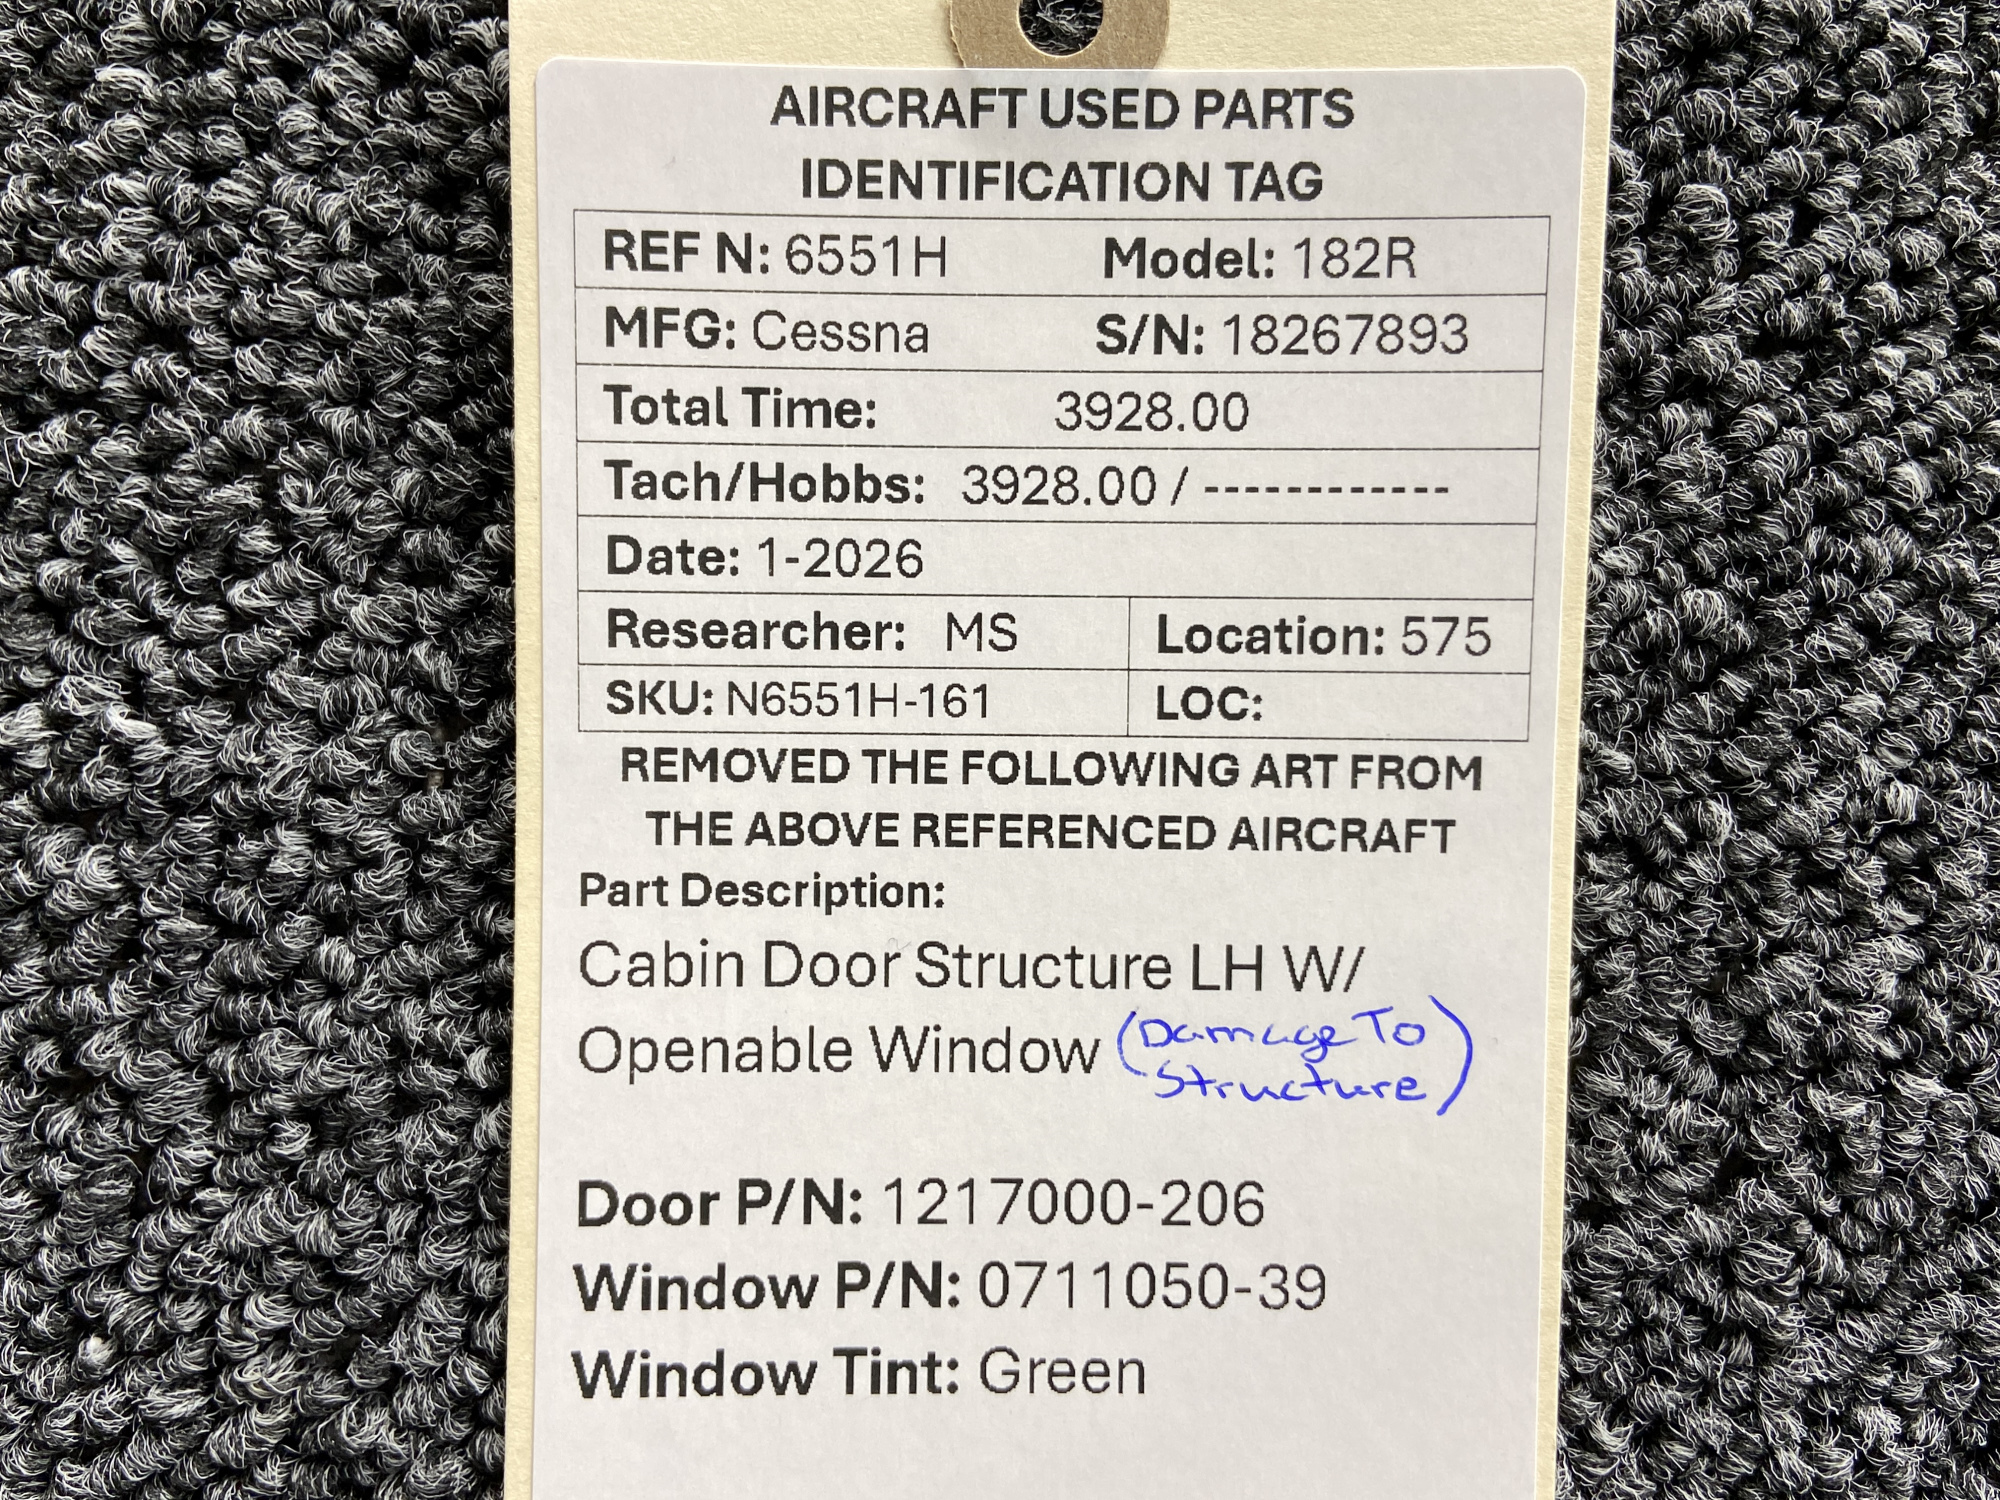 AIRCRAFT USED PARTS
IDENTIFICATION TAG
REF N: 6551H Model: 182R
MFG: Cessna S/N: 18267893
Total Time: 3928.00
Tach/Hobbs: 3928.00 / ------------
Date: 1-2026
Researcher: MS Location: 575
SKU: N6551H-161 LOC:
REMOVED THE FOLLOWING ART FROM
THE ABOVE REFERENCED AIRCRAFT
Part Description:
Cabin Door Structure LH W/
Openable Window (Damage To
Structure)
Door P/N: 1217000-206
Window P/N: 0711050-39
Window Tint: Green